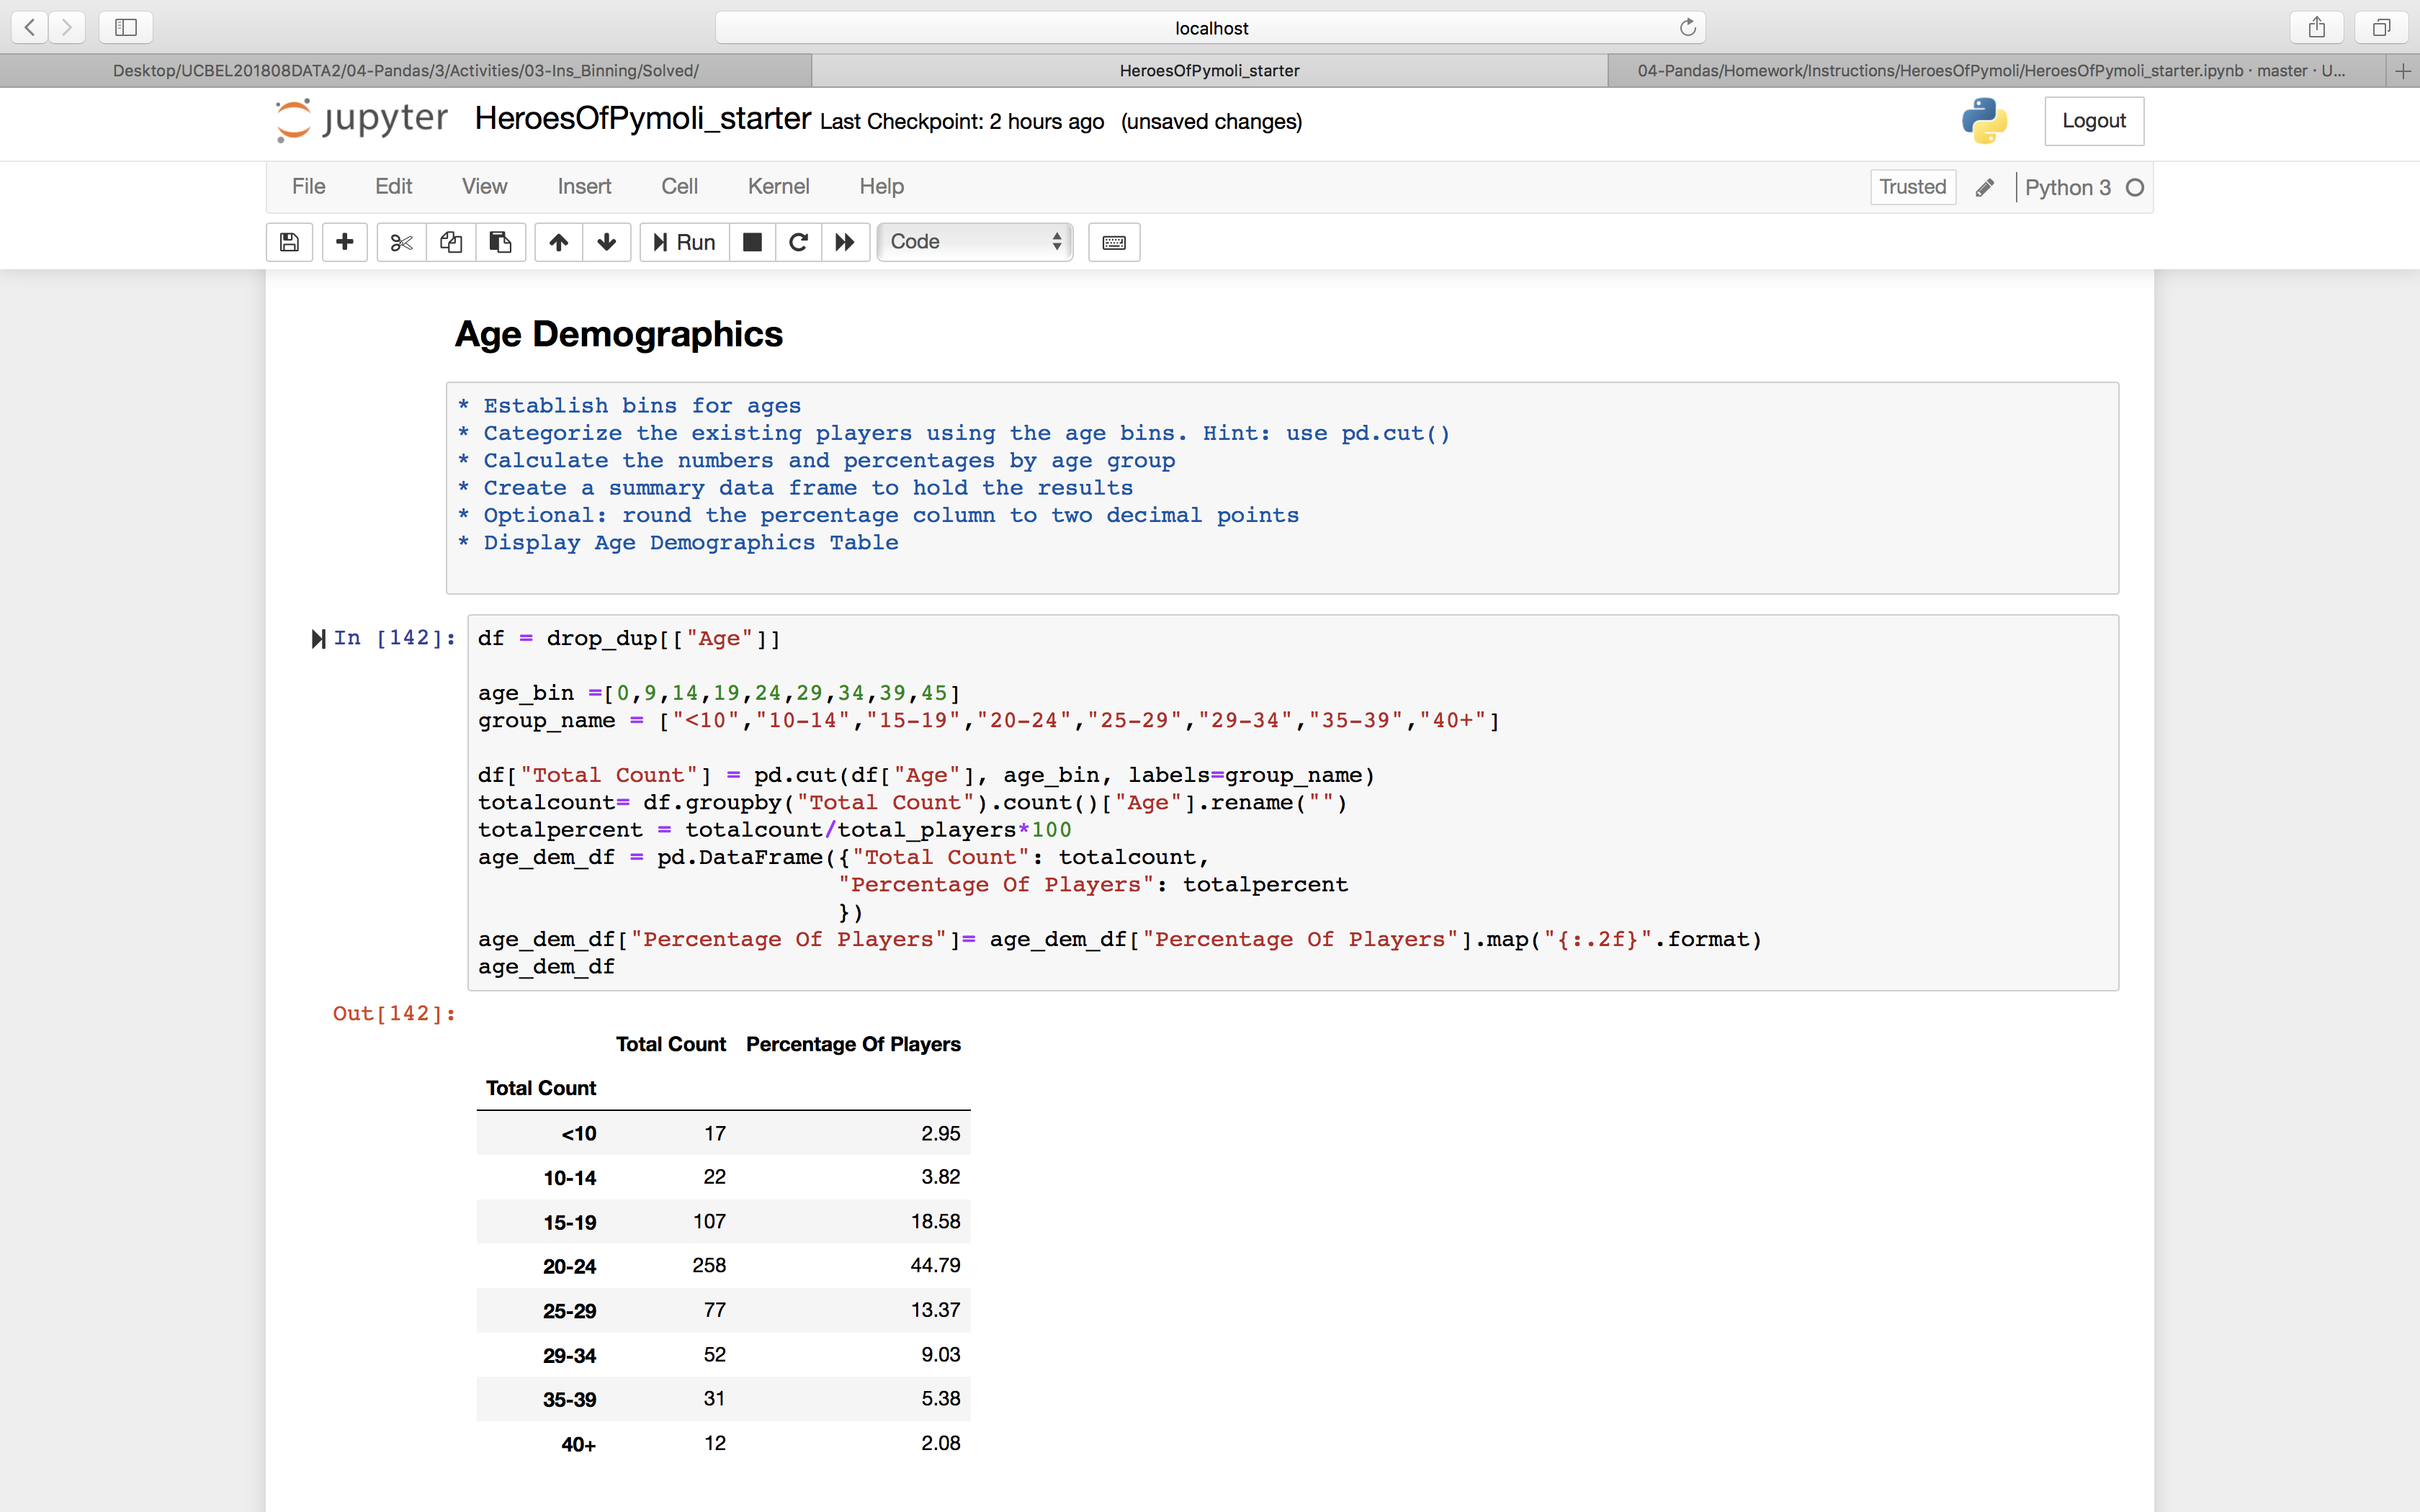 localhost
Desktop/UCBEL201808DATA2/04-Pandas/3/Activities/03-Ins_Binning/Solved/
HeroesOfPymoli_starter
04-Pandas/Homework/Instructions/HeroesOfPymoli/HeroesOfPymoli_starter.ipynb · master · U...
jupyter HeroesOfPymoli_starter Last Checkpoint: 2 hours ago (unsaved changes)
Logout
File Edit View Insert Cell Kernel Help
Trusted Python 3
Run Code
Age Demographics
* Establish bins for ages
* Categorize the existing players using the age bins. Hint: use pd.cut()
* Calculate the numbers and percentages by age group
* Create a summary data frame to hold the results
* Optional: round the percentage column to two decimal points
* Display Age Demographics Table
In [142]:
df = drop_dup[["Age"]]
age_bin =[0,9,14,19,24,29,34,39,45]
group_name = ["<10","10-14","15-19","20-24","25-29","29-34","35-39","40+"]
df["Total Count"] = pd.cut(df["Age"], age_bin, labels=group_name)
totalcount= df.groupby("Total Count").count()["Age"].rename("")
totalpercent = totalcount/total_players*100
age_dem_df = pd.DataFrame({"Total Count": totalcount,
"Percentage Of Players": totalpercent
})
age_dem_df["Percentage Of Players"]= age_dem_df["Percentage Of Players"].map("{:.2f}".format)
age_dem_df
Out[142]:
Total Count Percentage Of Players
Total Count
<10 17 2.95
10-14 22 3.82
15-19 107 18.58
20-24 258 44.79
25-29 77 13.37
29-34 52 9.03
35-39 31 5.38
40+ 12 2.08